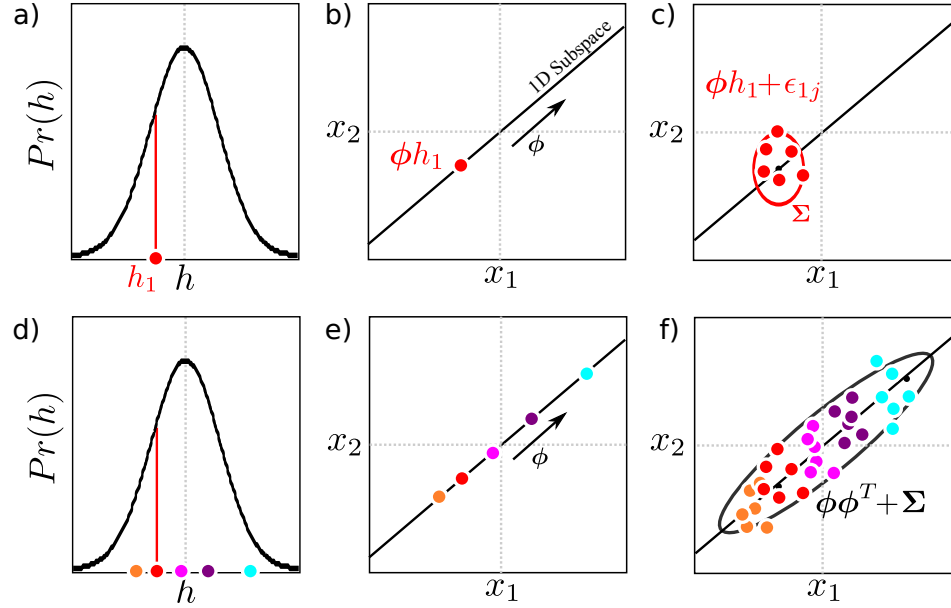 a)
Pr(h)
h₁
h
b)
1D Subspace
x₂
ϕ
ϕh₁
x₁
c)
ϕh₁+ϵ₁ⱼ
x₂
Σ
x₁
d)
Pr(h)
h
e)
x₂
ϕ
x₁
f)
x₂
ϕϕᵀ+Σ
x₁